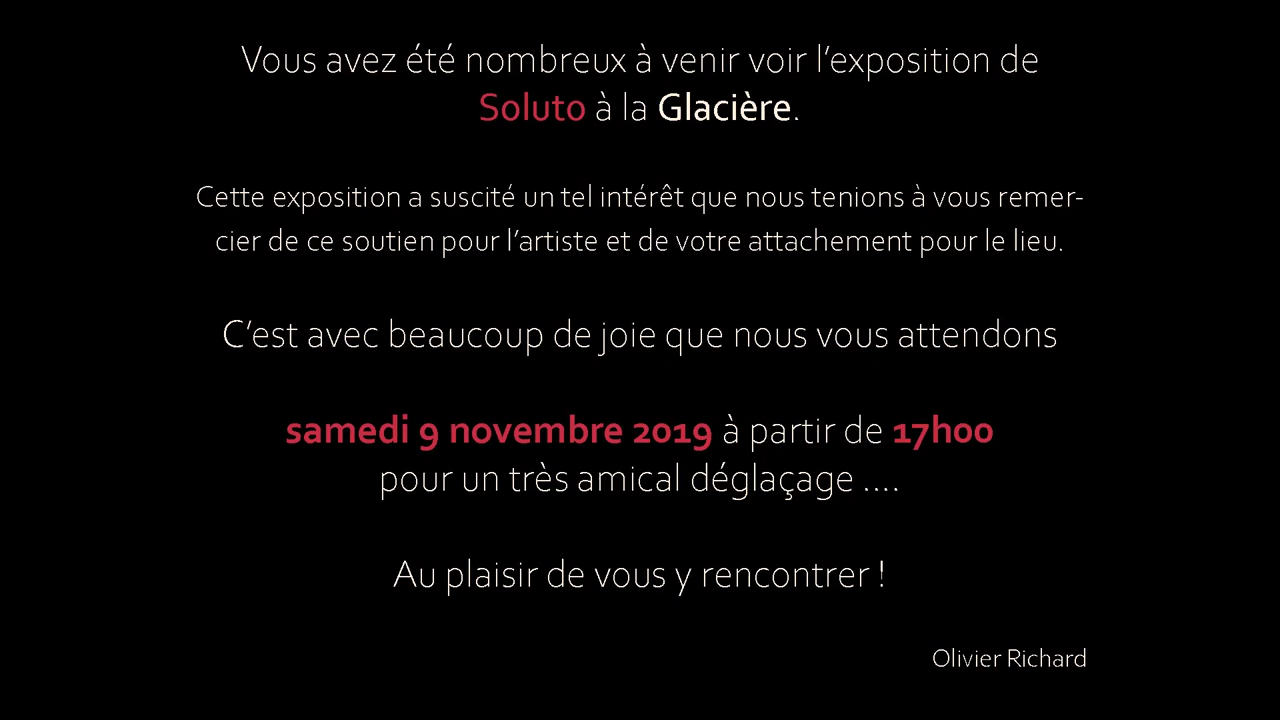 Vous avez été nombreux à venir voir l’exposition de
Soluto à la Glacière.
Cette exposition a suscité un tel intérêt que nous tenions à vous remer-
cier de ce soutien pour l’artiste et de votre attachement pour le lieu.
C’est avec beaucoup de joie que nous vous attendons
samedi 9 novembre 2019 à partir de 17h00
pour un très amical déglaçage ....
Au plaisir de vous y rencontrer !
Olivier Richard